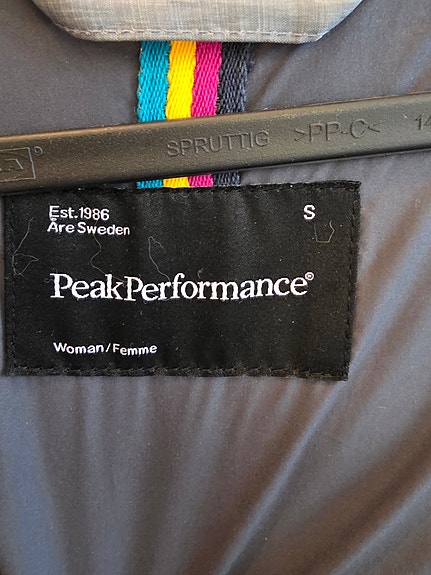 A® SPRUTTIG >PP-C< 14
Est.1986
Åre Sweden
S
PeakPerformance®
Woman/Femme